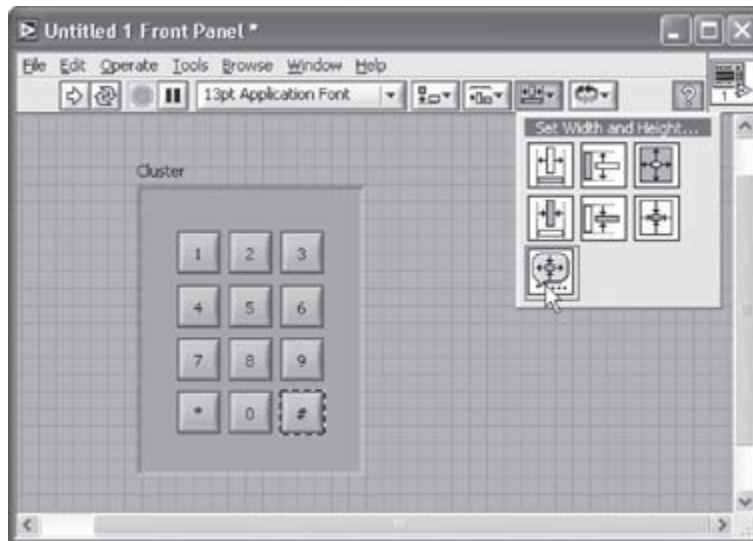 Untitled 1 Front Panel *
File Edit Operate Tools Browse Window Help
13pt Application Font
?
1
Set Width and Height...
Cluster
1 2 3
4 5 6
7 8 9
* 0 #